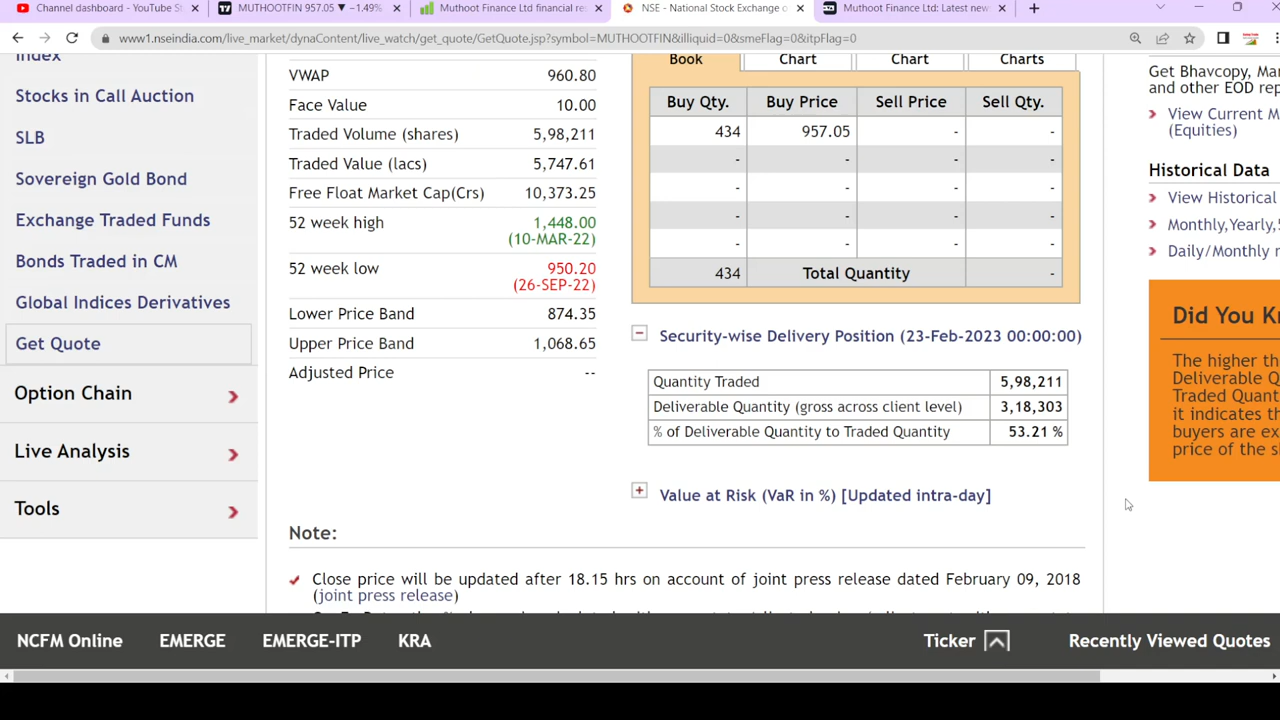 Channel dashboard - YouTube S
MUTHOOTFIN 957.05 ▼ −1.49%
Muthoot Finance Ltd financial re
NSE - National Stock Exchange o
Muthoot Finance Ltd: Latest new
www1.nseindia.com/live_market/dynaContent/live_watch/get_quote/GetQuote.jsp?symbol=MUTHOOTFIN&illiquid=0&smeFlag=0&itpFlag=0
Index
Stocks in Call Auction
SLB
Sovereign Gold Bond
Exchange Traded Funds
Bonds Traded in CM
Global Indices Derivatives
Get Quote
Option Chain
Live Analysis
Tools
VWAP 960.80
Face Value 10.00
Traded Volume (shares) 5,98,211
Traded Value (lacs) 5,747.61
Free Float Market Cap(Crs) 10,373.25
52 week high 1,448.00
(10-MAR-22)
52 week low 950.20
(26-SEP-22)
Lower Price Band 874.35
Upper Price Band 1,068.65
Adjusted Price --
Book Chart Chart Charts
Buy Qty. Buy Price Sell Price Sell Qty.
434 957.05 - -
- - - -
- - - -
- - - -
- - - -
434 Total Quantity -
Security-wise Delivery Position (23-Feb-2023 00:00:00)
Quantity Traded 5,98,211
Deliverable Quantity (gross across client level) 3,18,303
% of Deliverable Quantity to Traded Quantity 53.21 %
Value at Risk (VaR in %) [Updated intra-day]
Note:
Close price will be updated after 18.15 hrs on account of joint press release dated February 09, 2018
(joint press release)
Get Bhavcopy, Mar
and other EOD rep
View Current M
(Equities)
Historical Data
View Historical
Monthly,Yearly,5
Daily/Monthly r
Did You Kn
The higher th
Deliverable Q
Traded Quant
it indicates th
buyers are ex
price of the s
NCFM Online EMERGE EMERGE-ITP KRA Ticker Recently Viewed Quotes